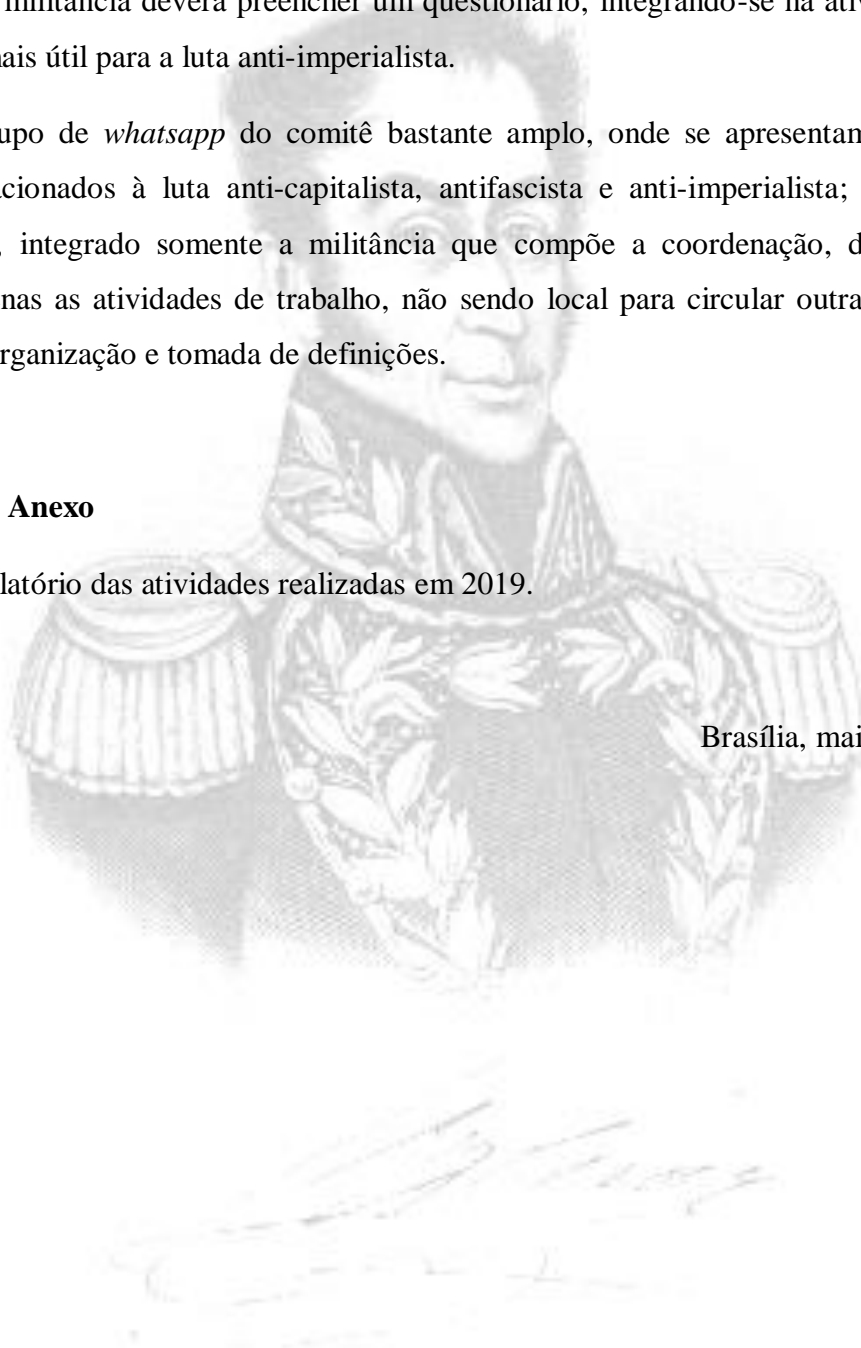 militância deverá preencher um questionário, integrando-se na ativ
ais útil para a luta anti-imperialista.
upo de whatsapp do comitê bastante amplo, onde se apresentam
acionados à luta anti-capitalista, antifascista e anti-imperialista;
, integrado somente a militância que compõe a coordenação, d
nas as atividades de trabalho, não sendo local para circular outra
rganização e tomada de definições.
Anexo
latório das atividades realizadas em 2019.
Brasília, mai